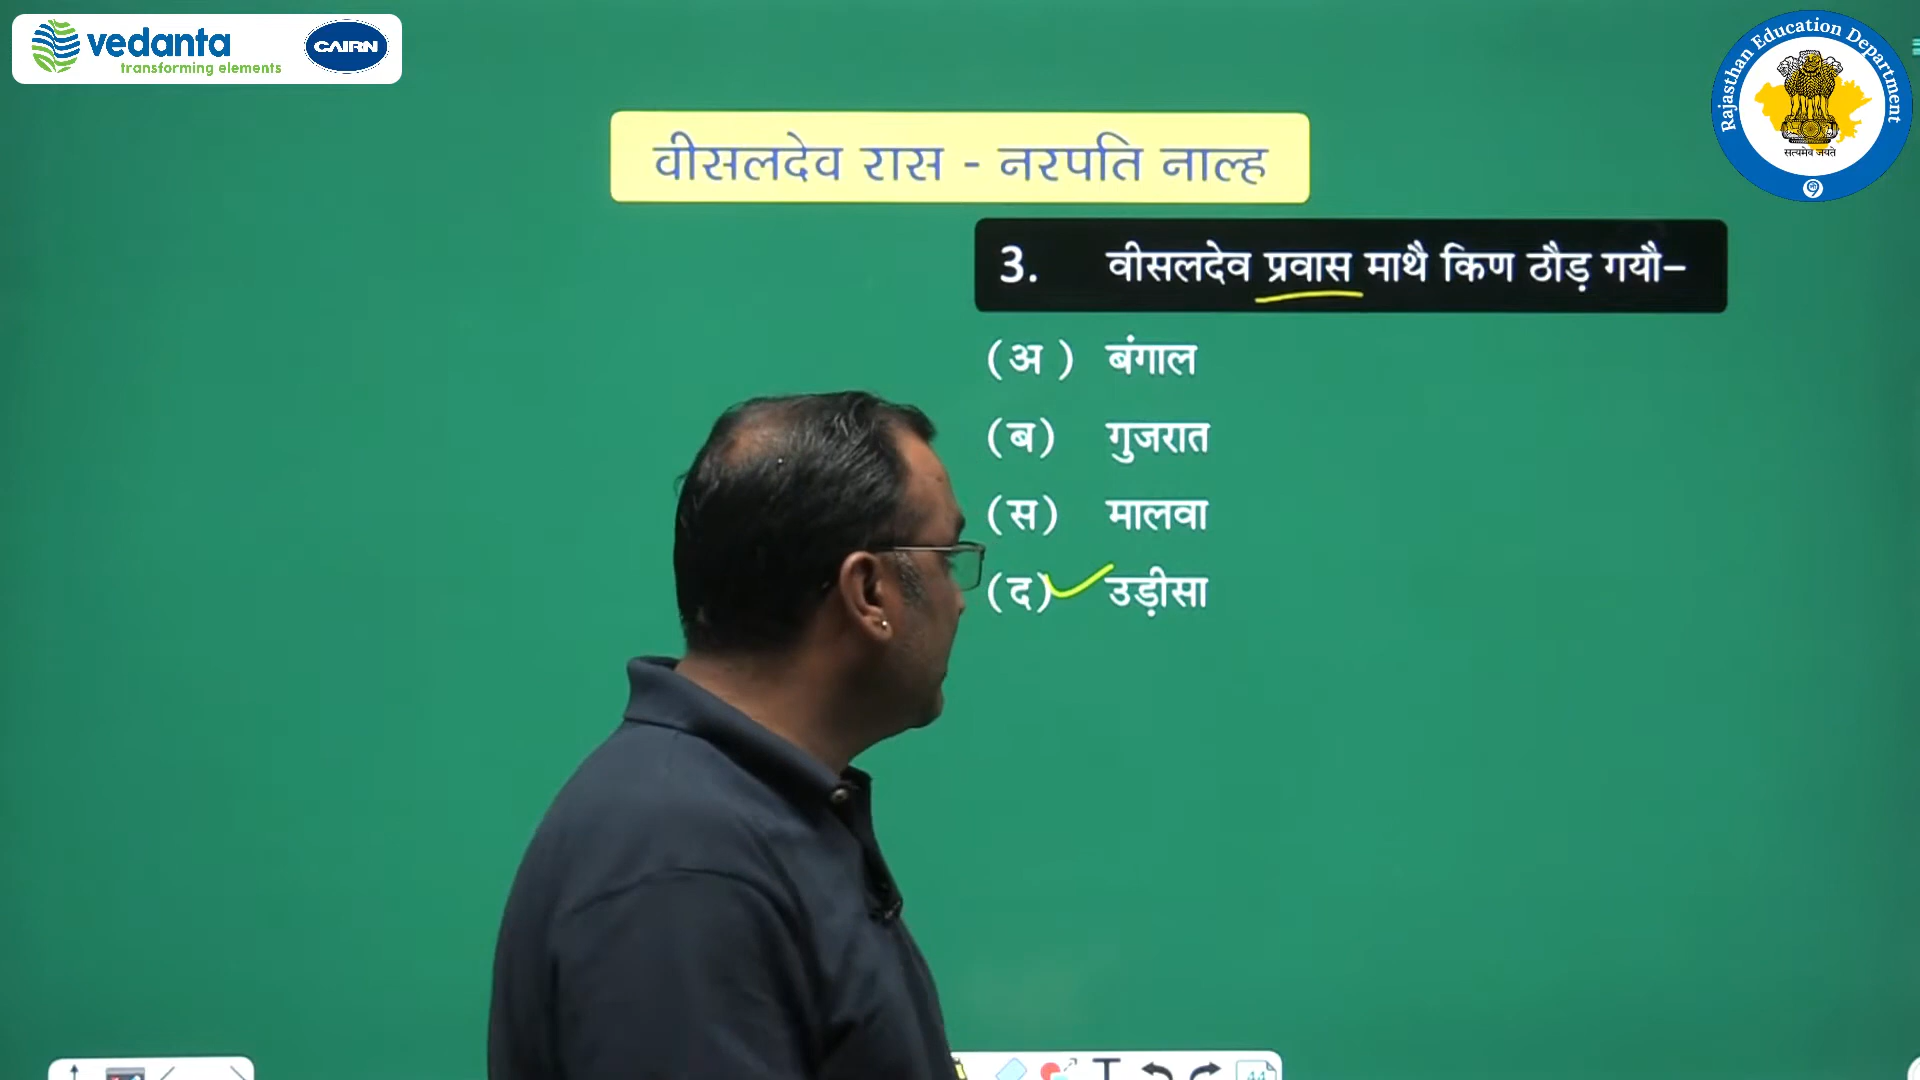 vedanta
transforming elements
CAIRN
Rajasthan Education Department
सत्यमेव जयते
वीसलदेव रास - नरपति नाल्ह
3. वीसलदेव प्रवास माथै किण ठौड़ गयौ–
(अ ) बंगाल
(ब) गुजरात
(स) मालवा
(द) उड़ीसा
T
44